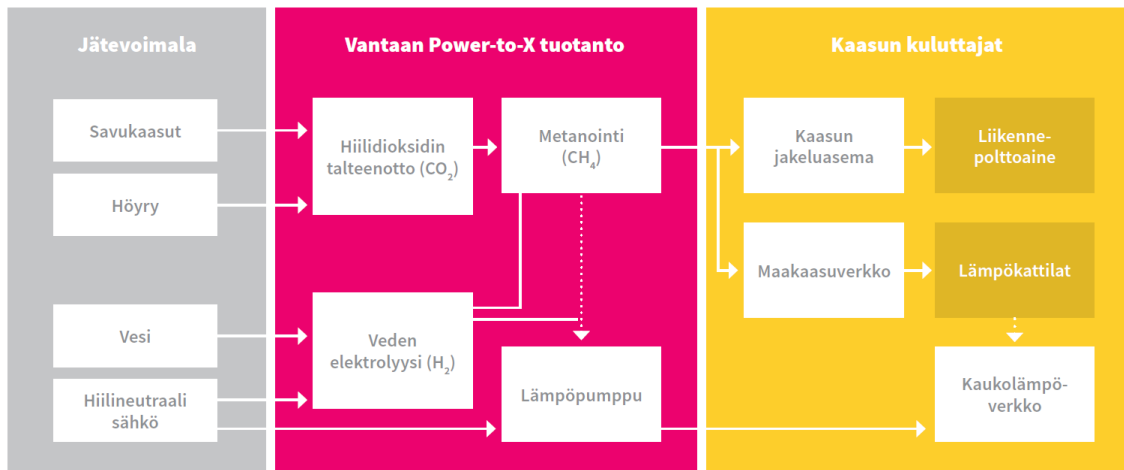 Jätevoimala
Savukaasut
Höyry
Vesi
Hiilineutraali
sähkö
Vantaan Power-to-X tuotanto
Hiilidioksidin
talteenotto (CO₂)
Metanointi
(CH₄)
Veden
elektrolyysi (H₂)
Lämpöpumppu
Kaasun kuluttajat
Kaasun
jakeluasema
Liikenne-
polttoaine
Maakaasuverkko
Lämpökattilat
Kaukolämpö-
verkko